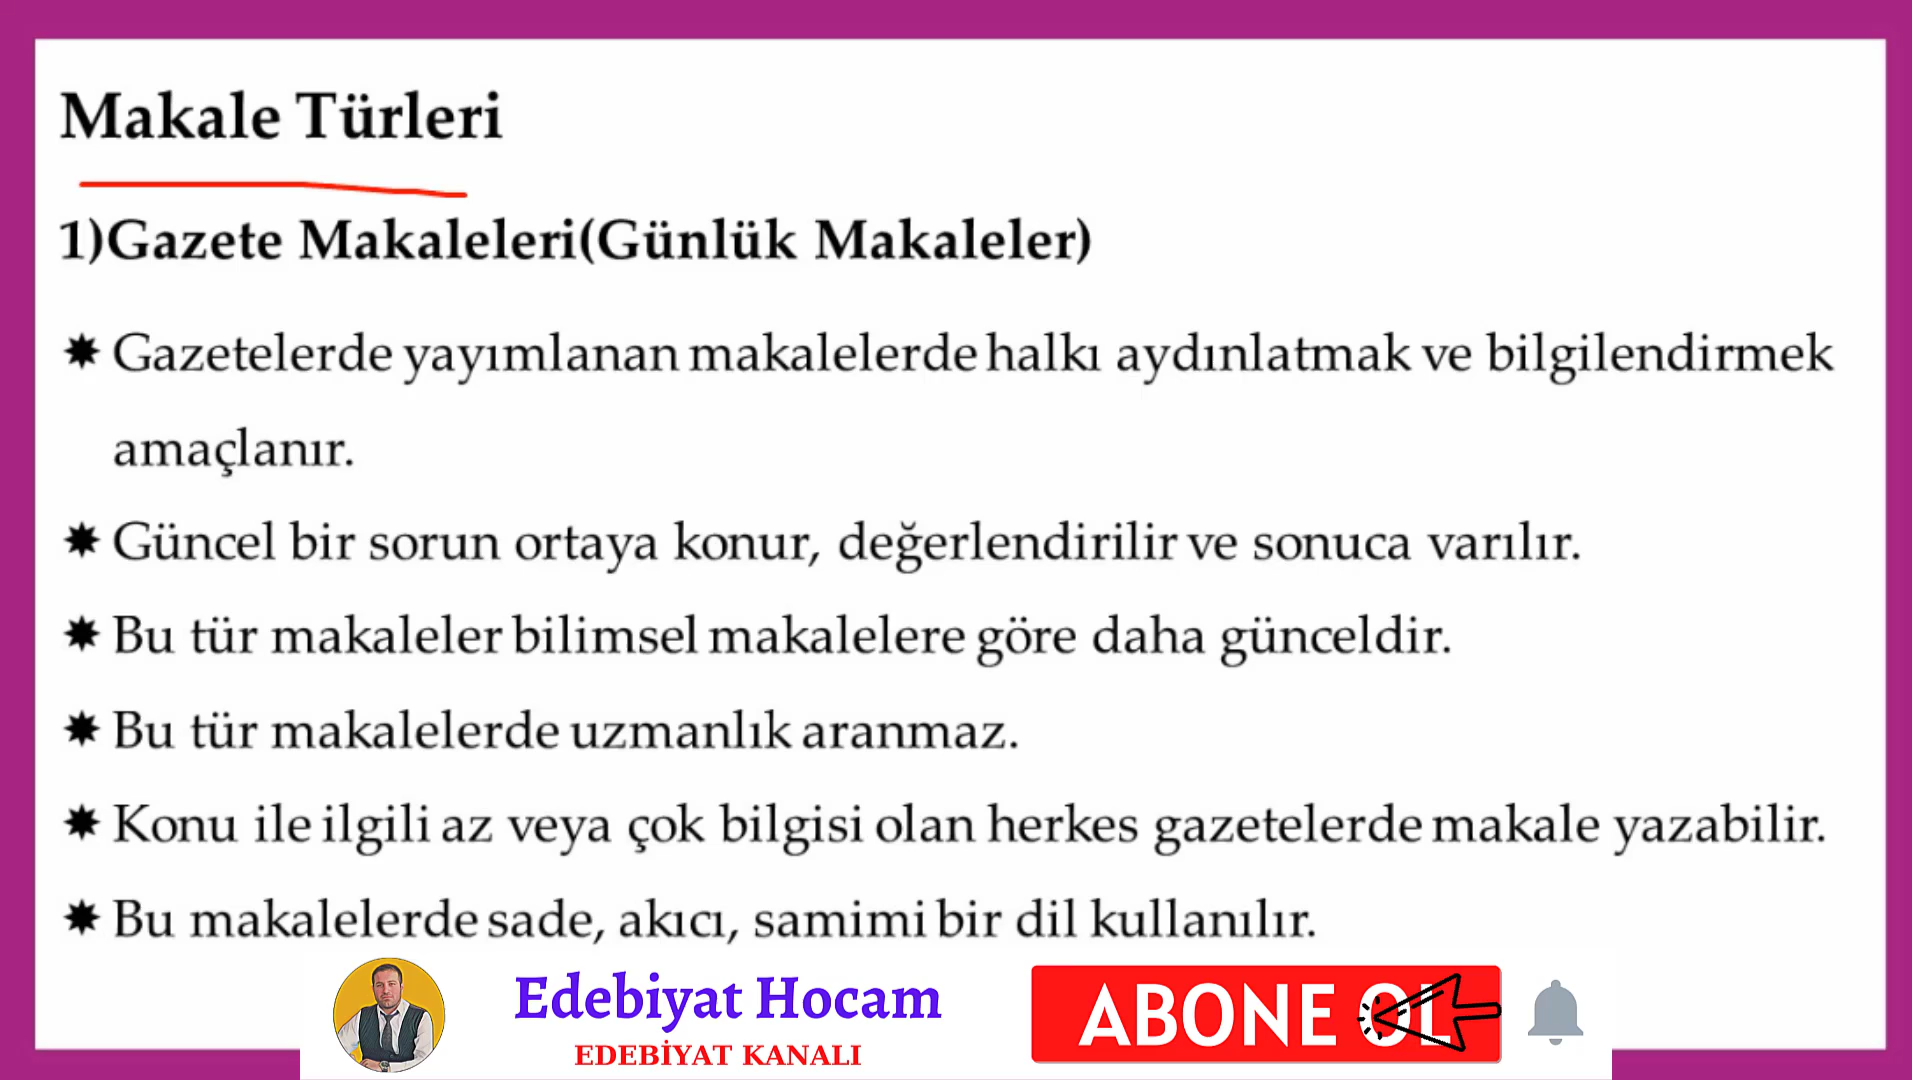 Makale Türleri
1)Gazete Makaleleri(Günlük Makaleler)
✷ Gazetelerde yayımlanan makalelerde halkı aydınlatmak ve bilgilendirmek
amaçlanır.
✷ Güncel bir sorun ortaya konur, değerlendirilir ve sonuca varılır.
✷ Bu tür makaleler bilimsel makalelere göre daha günceldir.
✷ Bu tür makalelerde uzmanlık aranmaz.
✷ Konu ile ilgili az veya çok bilgisi olan herkes gazetelerde makale yazabilir.
✷ Bu makalelerde sade, akıcı, samimi bir dil kullanılır.
Edebiyat Hocam
EDEBİYAT KANALI
ABONE OL